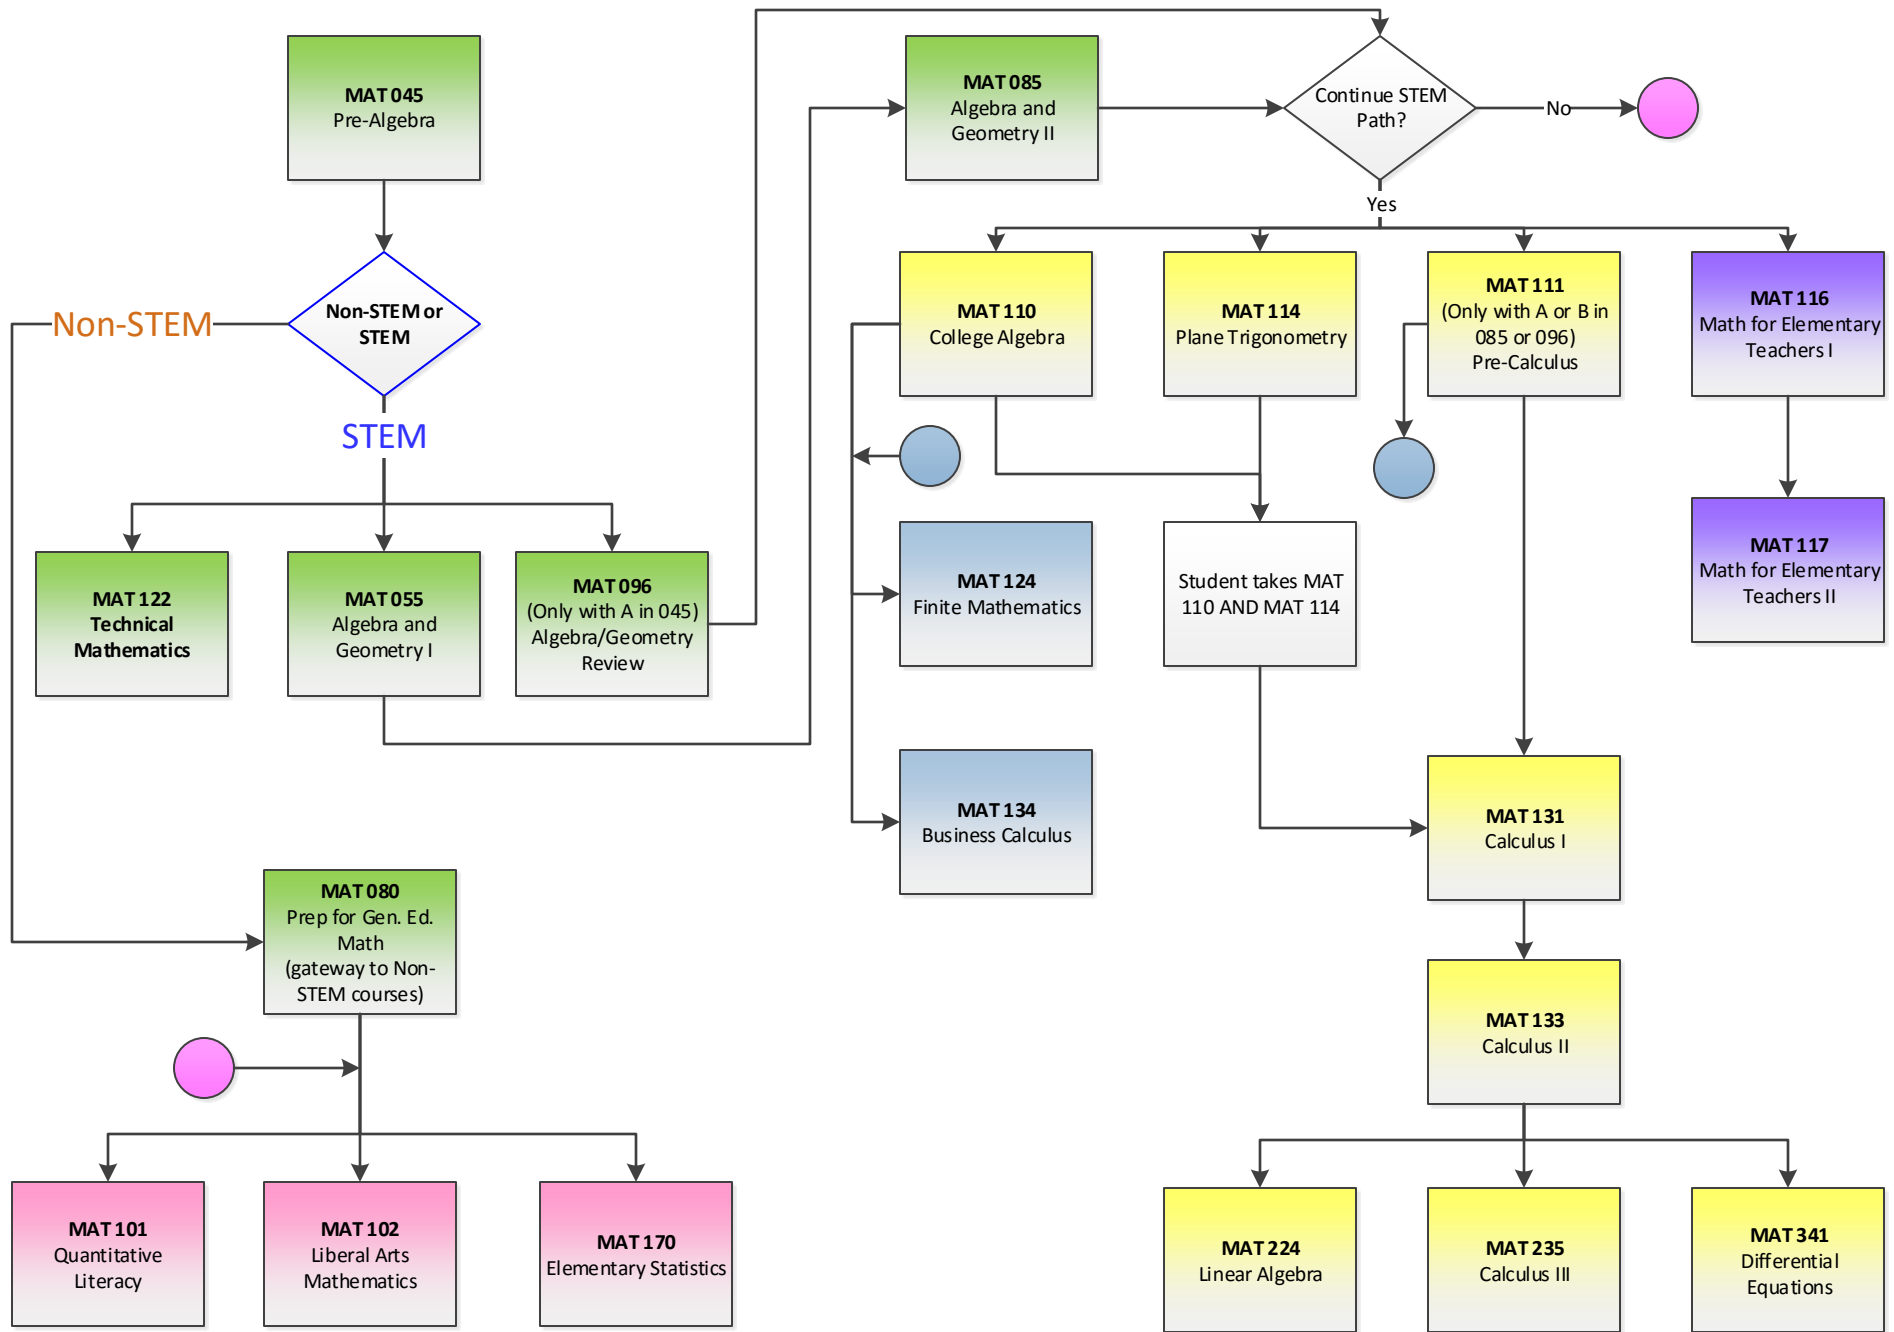 MAT 045
Pre-Algebra
MAT 085
Algebra and
Geometry II
Continue STEM
Path?
No
Yes
Non-STEM
Non-STEM or
STEM
STEM
MAT 110
College Algebra
MAT 114
Plane Trigonometry
MAT 111
(Only with A or B in
085 or 096)
Pre-Calculus
MAT 116
Math for Elementary
Teachers I
MAT 122
Technical
Mathematics
MAT 055
Algebra and
Geometry I
MAT 096
(Only with A in 045)
Algebra/Geometry
Review
MAT 124
Finite Mathematics
Student takes MAT
110 AND MAT 114
MAT 117
Math for Elementary
Teachers II
MAT 134
Business Calculus
MAT 131
Calculus I
MAT 080
Prep for Gen. Ed.
Math
(gateway to Non-
STEM courses)
MAT 133
Calculus II
MAT 101
Quantitative
Literacy
MAT 102
Liberal Arts
Mathematics
MAT 170
Elementary Statistics
MAT 224
Linear Algebra
MAT 235
Calculus III
MAT 341
Differential
Equations